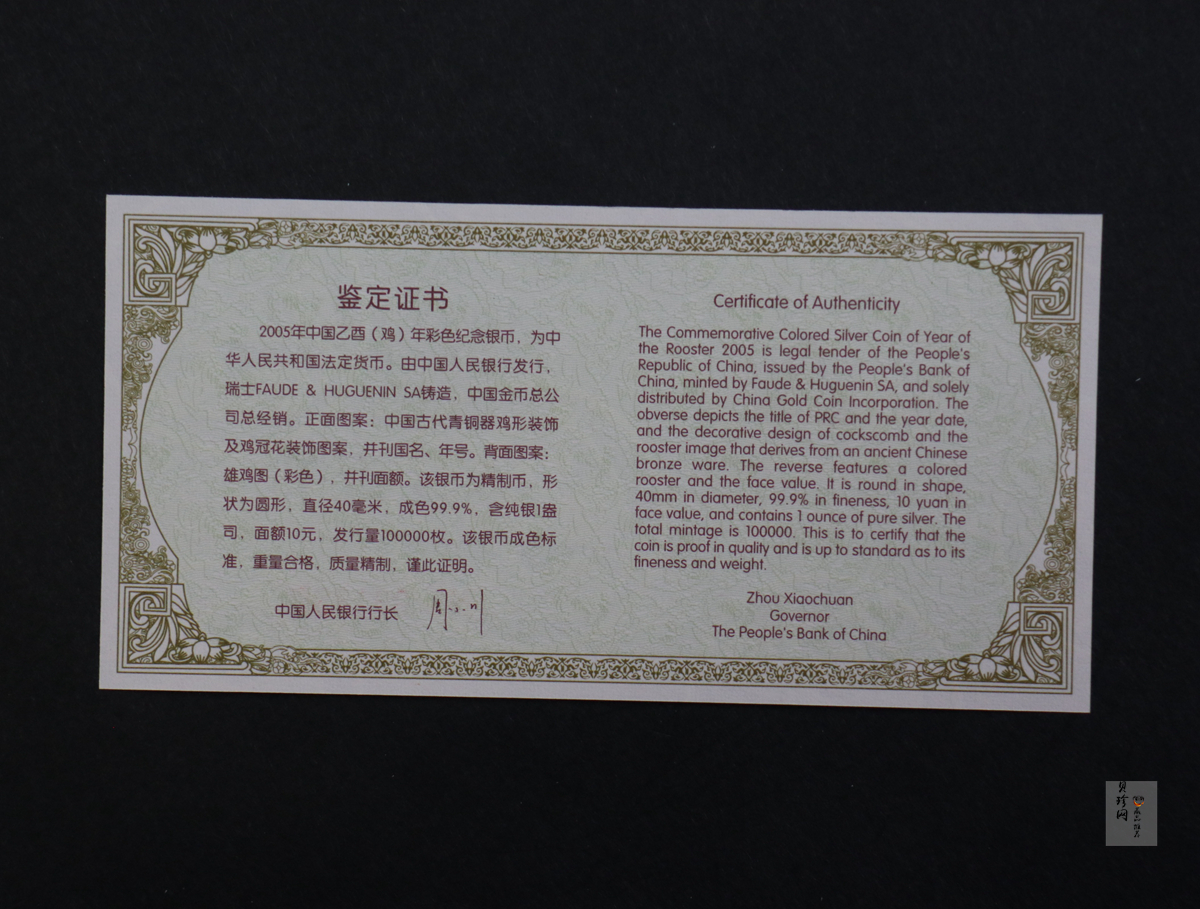 鉴定证书
2005年中国乙酉（鸡）年彩色纪念银币，为中
华人民共和国法定货币。由中国人民银行发行，
瑞士FAUDE & HUGUENIN SA铸造，中国金币总公
司总经销。正面图案：中国古代青铜器鸡形装饰
及鸡冠花装饰图案，并刊国名、年号。背面图案：
雄鸡图（彩色），并刊面额。该银币为精制币，形
状为圆形，直径40毫米，成色99.9%，含纯银1盎
司，面额10元，发行量100000枚。该银币成色标
准，重量合格，质量精制，谨此证明。
中国人民银行行长
Certificate of Authenticity
The Commemorative Colored Silver Coin of Year of
the Rooster 2005 is legal tender of the People's
Republic of China, issued by the People's Bank of
China, minted by Faude & Huguenin SA, and solely
distributed by China Gold Coin Incorporation. The
obverse depicts the title of PRC and the year date,
and the decorative design of cockscomb and the
rooster image that derives from an ancient Chinese
bronze ware. The reverse features a colored
rooster and the face value. It is round in shape,
40mm in diameter, 99.9% in fineness, 10 yuan in
face value, and contains 1 ounce of pure silver. The
total mintage is 100000. This is to certify that the
coin is proof in quality and is up to standard as to its
fineness and weight.
Zhou Xiaochuan
Governor
The People's Bank of China